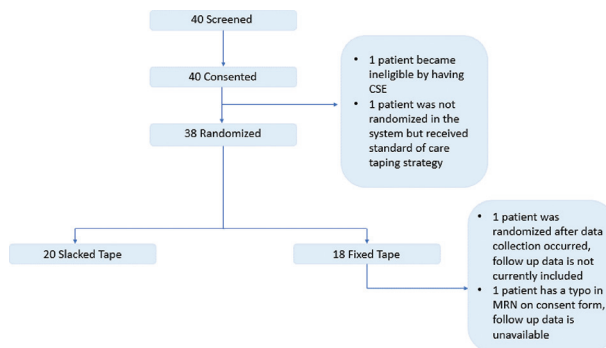 40 Screened
40 Consented
• 1 patient became
ineligible by having
CSE
• 1 patient was not
randomized in the
system but received
standard of care
taping strategy
38 Randomized
20 Slacked Tape
18 Fixed Tape
• 1 patient was
randomized after data
collection occurred,
follow up data is not
currently included
• 1 patient has a typo in
MRN on consent form,
follow up data is
unavailable